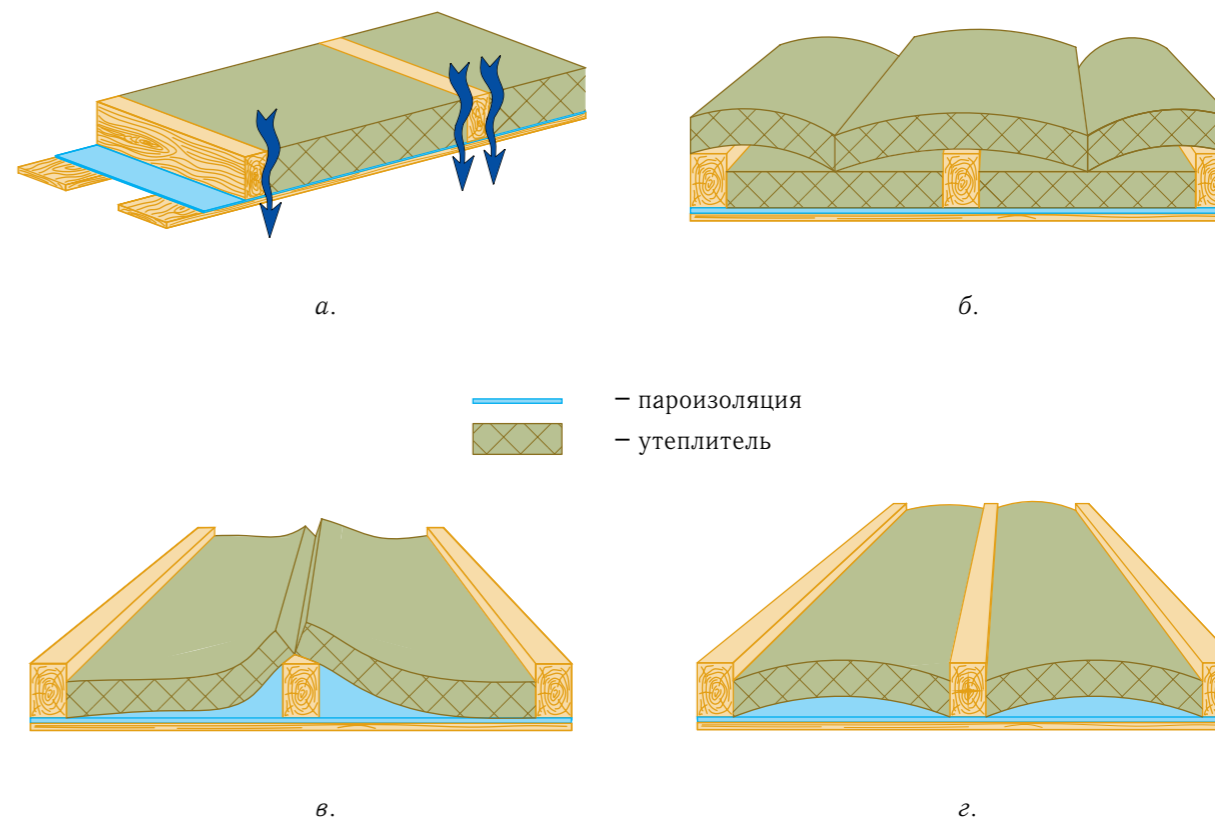 а.
б.
– пароизоляция
– утеплитель
в.
г.